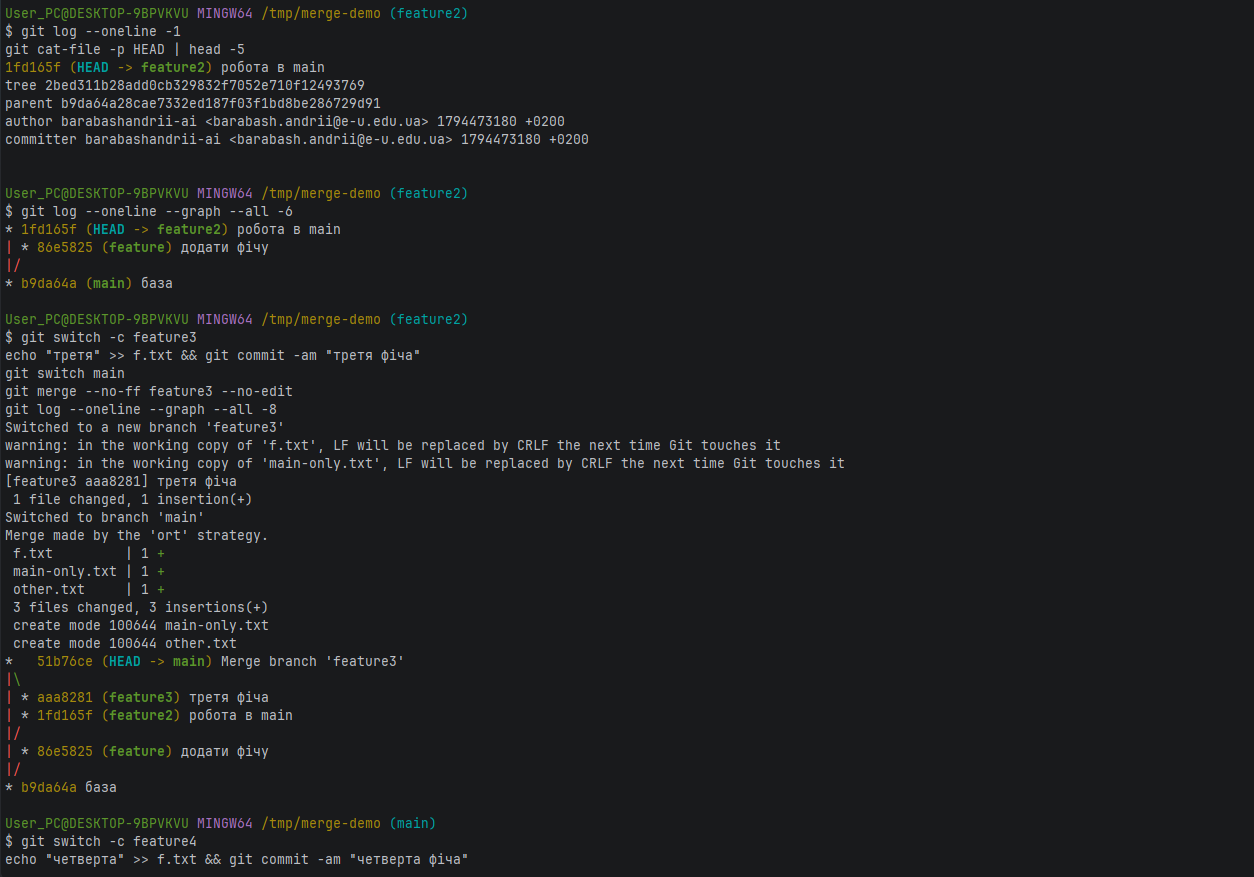 User_PC@DESKTOP-9BPVKVU MINGW64 /tmp/merge-demo (feature2)
$ git log --oneline -1
git cat-file -p HEAD | head -5
1fd165f (HEAD -> feature2) робота в main
tree 2bed311b28add0cb329832f7052e710f12493769
parent b9da64a28cae7332ed187f03f1bd8be286729d91
author barabashandrii-ai <barabash.andrii@e-u.edu.ua> 1794473180 +0200
committer barabashandrii-ai <barabash.andrii@e-u.edu.ua> 1794473180 +0200
User_PC@DESKTOP-9BPVKVU MINGW64 /tmp/merge-demo (feature2)
$ git log --oneline --graph --all -6
* 1fd165f (HEAD -> feature2) робота в main
| * 86e5825 (feature) додати фічу
|/
* b9da64a (main) база
User_PC@DESKTOP-9BPVKVU MINGW64 /tmp/merge-demo (feature2)
$ git switch -c feature3
echo "третя" >> f.txt && git commit -am "третя фіча"
git switch main
git merge --no-ff feature3 --no-edit
git log --oneline --graph --all -8
Switched to a new branch 'feature3'
warning: in the working copy of 'f.txt', LF will be replaced by CRLF the next time Git touches it
warning: in the working copy of 'main-only.txt', LF will be replaced by CRLF the next time Git touches it
[feature3 aaa8281] третя фіча
 1 file changed, 1 insertion(+)
Switched to branch 'main'
Merge made by the 'ort' strategy.
 f.txt         | 1 +
 main-only.txt | 1 +
 other.txt     | 1 +
 3 files changed, 3 insertions(+)
 create mode 100644 main-only.txt
 create mode 100644 other.txt
*   51b76ce (HEAD -> main) Merge branch 'feature3'
|\
| * aaa8281 (feature3) третя фіча
| * 1fd165f (feature2) робота в main
|/
| * 86e5825 (feature) додати фічу
|/
* b9da64a база
User_PC@DESKTOP-9BPVKVU MINGW64 /tmp/merge-demo (main)
$ git switch -c feature4
echo "четверта" >> f.txt && git commit -am "четверта фіча"